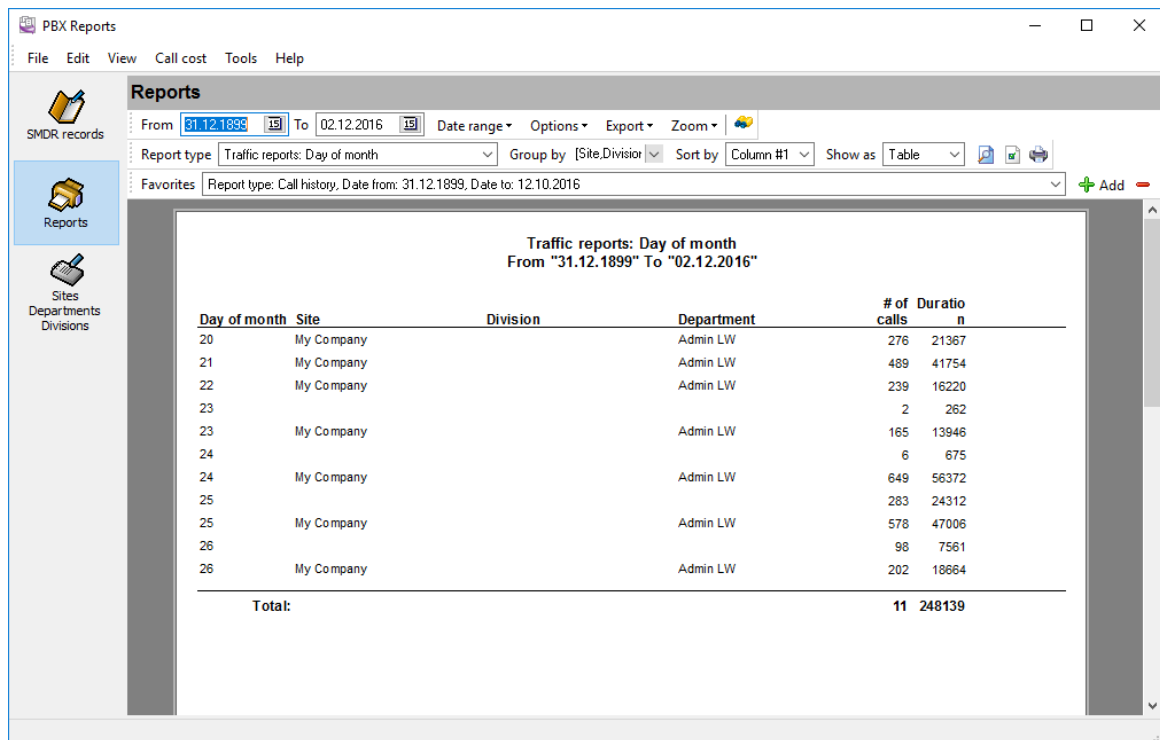 PBX Reports
File Edit View Call cost Tools Help
SMDR records
Reports
Sites
Departments
Divisions
Reports
From 31.12.1899 15 To 02.12.2016 15 Date range Options Export Zoom
Report type Traffic reports: Day of month Group by [Site,Division Sort by Column #1 Show as Table
Favorites Report type: Call history, Date from: 31.12.1899, Date to: 12.10.2016 Add
Traffic reports: Day of month
From "31.12.1899" To "02.12.2016"
# of Duratio
Day of month Site Division Department calls n
20 My Company Admin LW 276 21367
21 My Company Admin LW 489 41754
22 My Company Admin LW 239 16220
23 2 262
23 My Company Admin LW 165 13946
24 6 675
24 My Company Admin LW 649 56372
25 283 24312
25 My Company Admin LW 578 47006
26 98 7561
26 My Company Admin LW 202 18664
Total: 11 248139